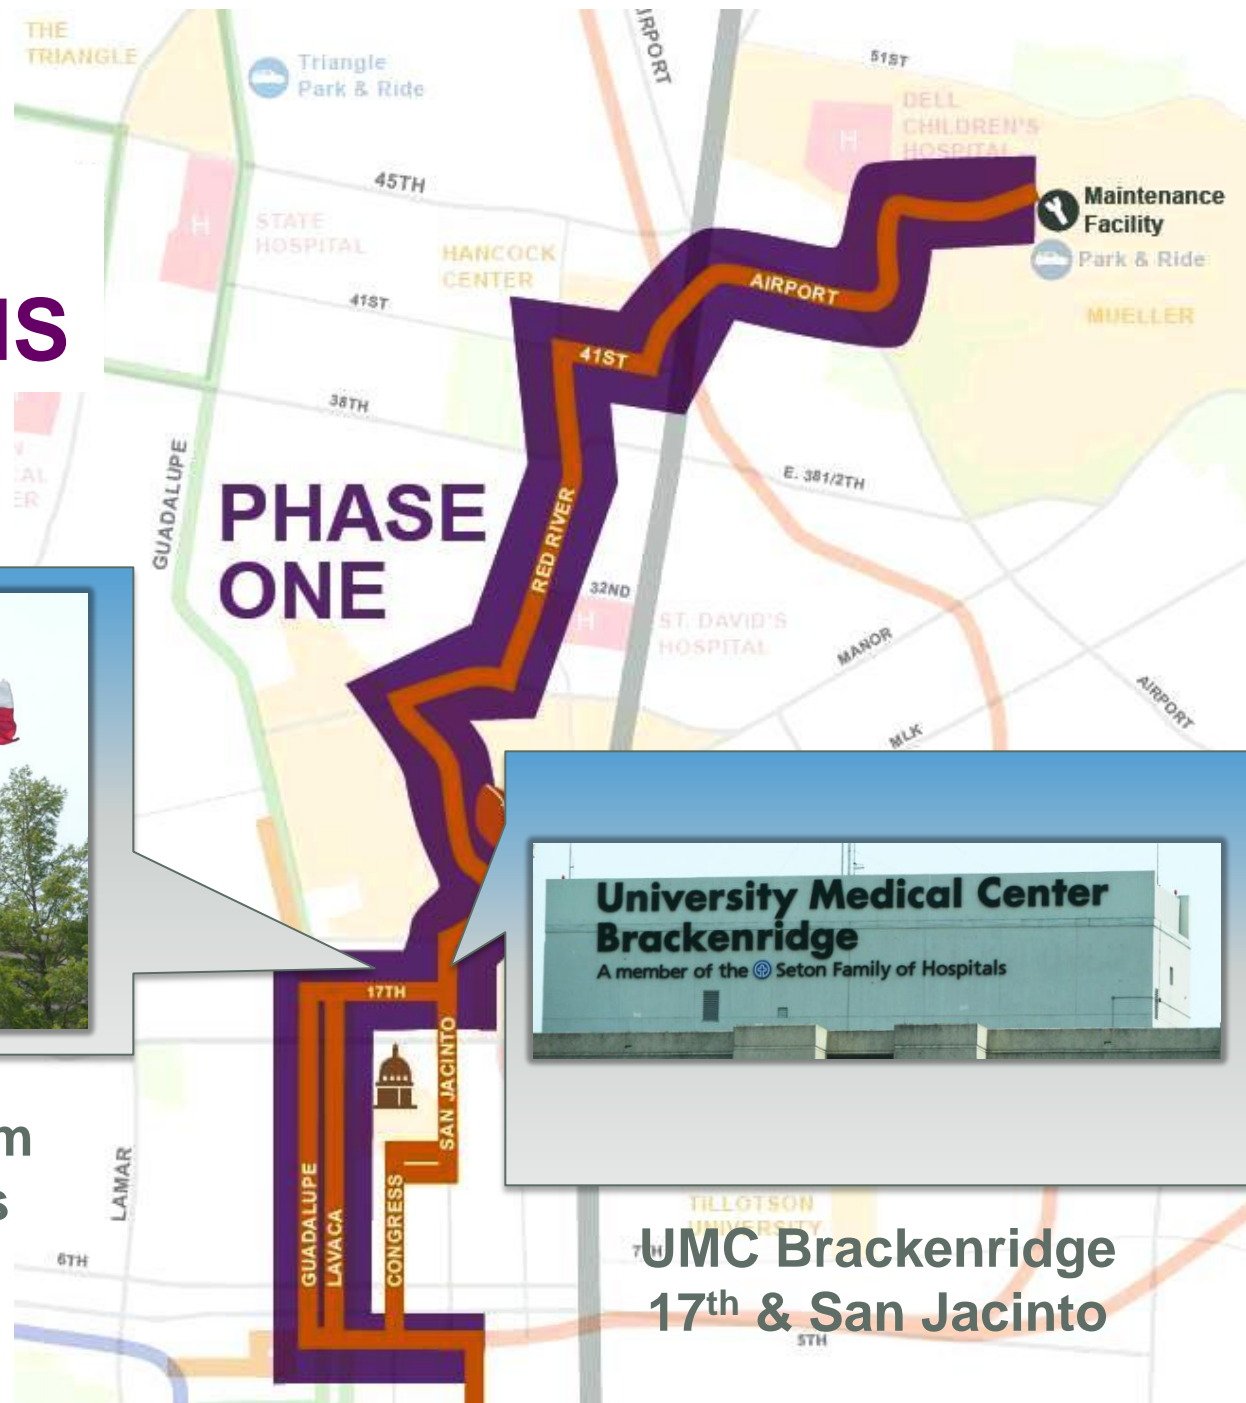 THE
TRIANGLE
Triangle
Park & Ride
AIRPORT
51ST
DELL
CHILDREN'S
HOSPITAL
H
45TH
Maintenance
Facility
Park & Ride
H
STATE
HOSPITAL
HANCOCK
CENTER
AIRPORT
MUELLER
41ST
41ST
38TH
GUADALUPE
PHASE
ONE
E. 381/2TH
RED RIVER
32ND
H
ST. DAVID'S
HOSPITAL
MANOR
AIRPORT
MLK
University Medical Center
Brackenridge
A member of the Seton Family of Hospitals
17TH
SAN JACINTO
LAMAR
GUADALUPE
LAVACA
CONGRESS
TILLOTSON
UNIVERSITY
6TH
7TH
UMC Brackenridge
17th & San Jacinto
5TH